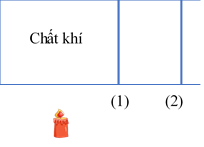 Chất khí
(1) (2)